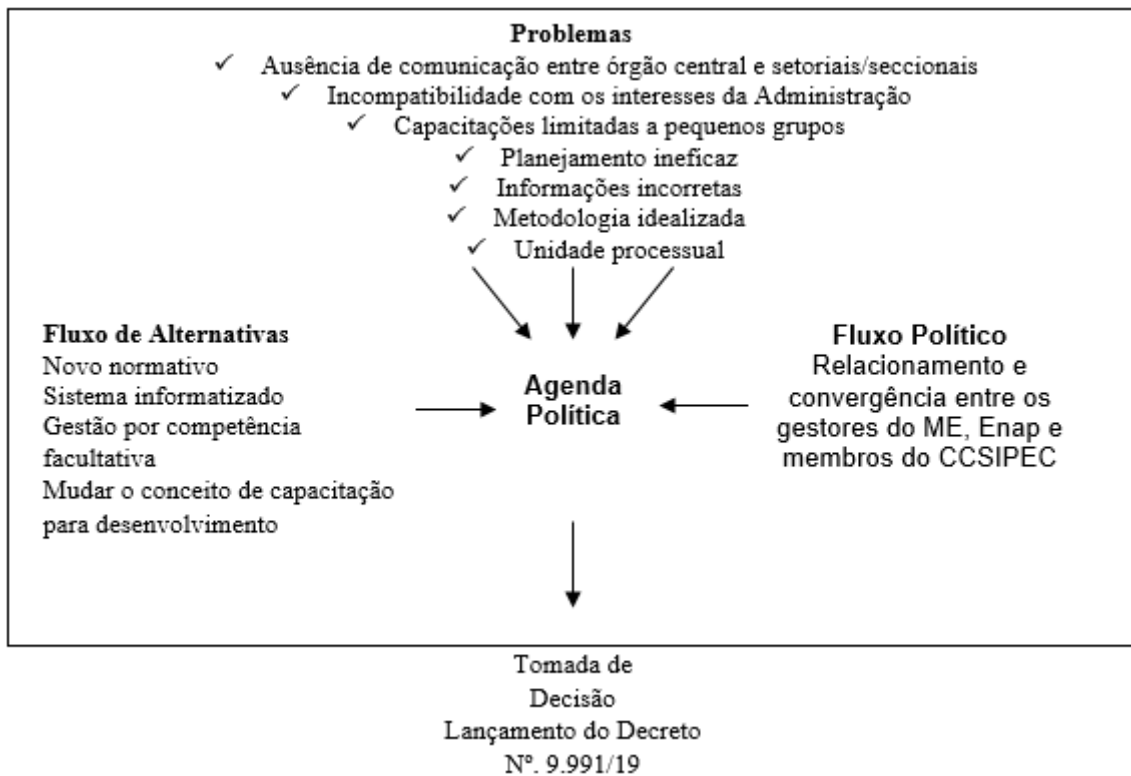 Problemas
✓ Ausência de comunicação entre órgão central e setoriais/seccionais
✓ Incompatibilidade com os interesses da Administração
✓ Capacitações limitadas a pequenos grupos
✓ Planejamento ineficaz
✓ Informações incorretas
✓ Metodologia idealizada
✓ Unidade processual
Fluxo de Alternativas
Novo normativo
Sistema informatizado
Gestão por competência
facultativa
Mudar o conceito de capacitação
para desenvolvimento
Agenda
Política
Fluxo Político
Relacionamento e
convergência entre os
gestores do ME, Enap e
membros do CCSIPEC
Tomada de
Decisão
Lançamento do Decreto
Nº. 9.991/19